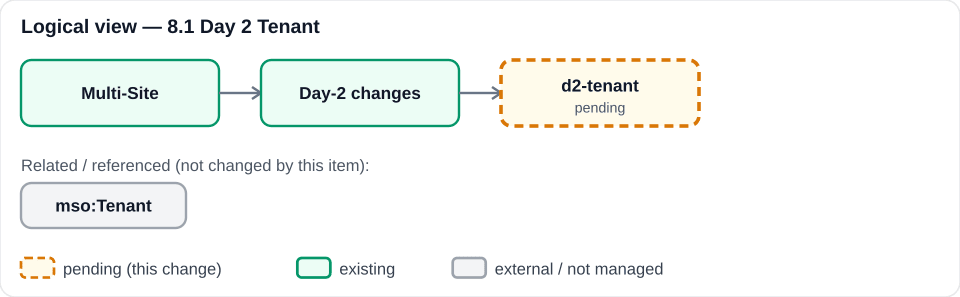 Logical view — 8.1 Day 2 Tenant
Multi-Site
Day-2 changes
d2-tenant
pending
Related / referenced (not changed by this item):
mso:Tenant
pending (this change)
existing
external / not managed